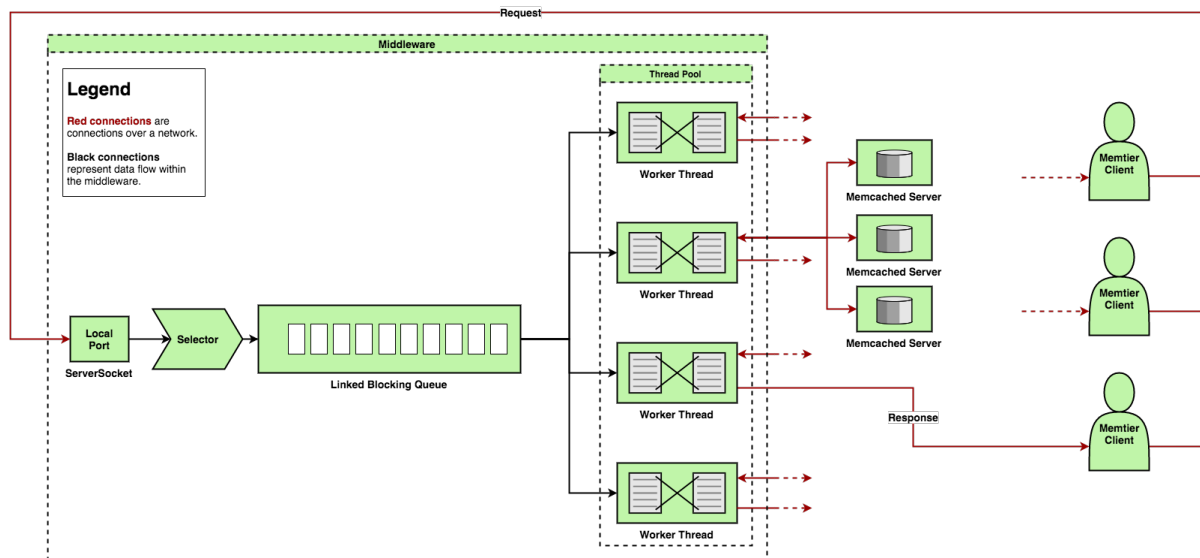 Request
Middleware
Legend
Red connections are
connections over a network.
Black connections
represent data flow within
the middleware.
Thread Pool
Worker Thread
Worker Thread
Worker Thread
Worker Thread
Memcached Server
Memcached Server
Memcached Server
Memtier
Client
Memtier
Client
Memtier
Client
Local
Port
ServerSocket
Selector
Linked Blocking Queue
Response